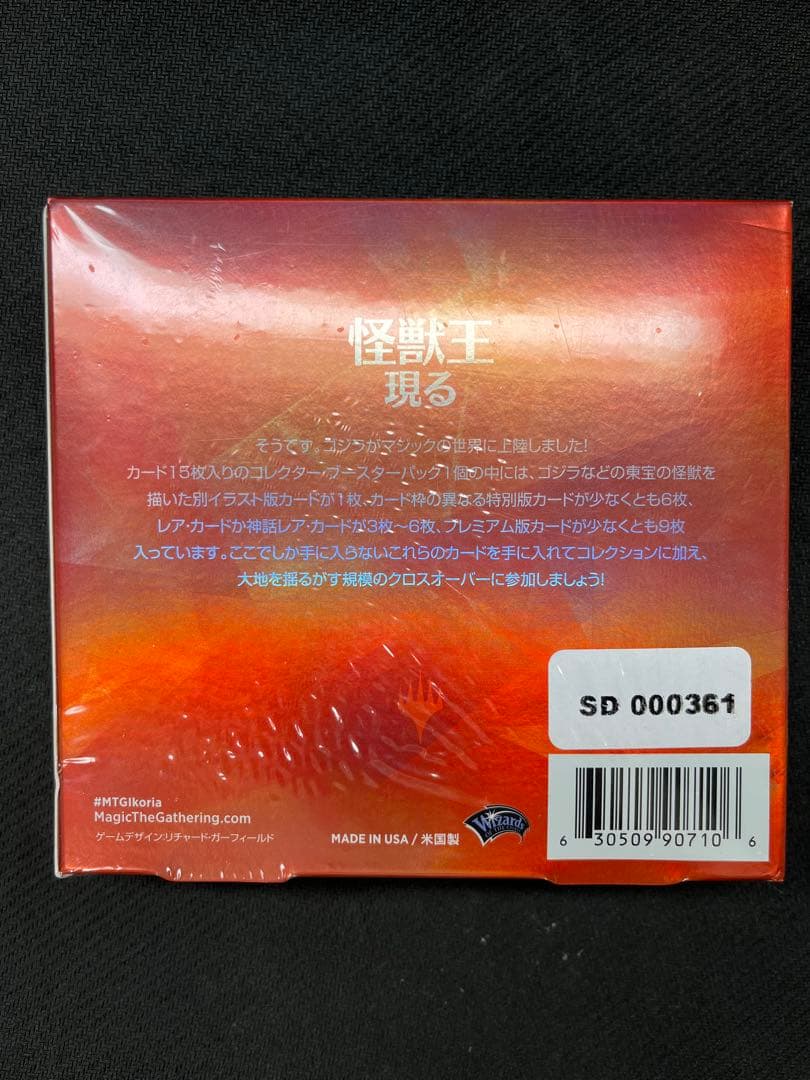 怪獣王
現る
そうです。ゴジラがマジックの世界に上陸しました!
カード15枚入りのコレクター・ブースターパック1個の中には、ゴジラなどの東宝の怪獣を
描いた別イラスト版カードが1枚、カード枠の異なる特別版カードが少なくとも6枚、
レア・カードか神話レア・カードが3枚〜6枚、プレミアム版カードが少なくとも9枚
入っています。ここでしか手に入らないこれらのカードを手に入れてコレクションに加え、
大地を揺るがす規模のクロスオーバーに参加しましょう!
SD 000361
#MTGIkoria
MagicTheGathering.com
ゲームデザイン:リチャード・ガーフィールド
MADE IN USA / 米国製
Wizards
OF THE COAST
6 30509 90710 6